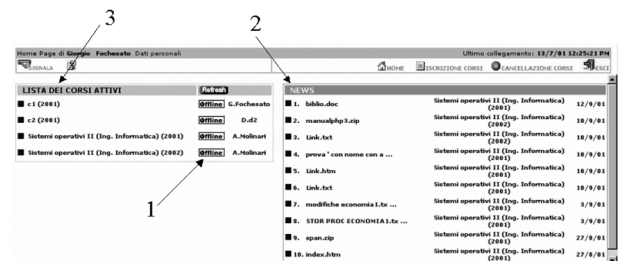 3
2
Home Page di Giorgio Fochesato Dati personali
Ultimo collegamento: 13/7/01 12:25:21 PM
SEGNALA
HOME
ISCRIZIONE CORSI
CANCELLAZIONE CORSI
ESCI
LISTA DEI CORSI ATTIVI
Refresh
c1 (2001) Offline G.Fochesato
c2 (2001) Offline D.d2
Sistemi operativi II (Ing. Informatica) (2001) Offline A.Molinari
Sistemi operativi II (Ing. Informatica) (2002) Offline A.Molinari
1
NEWS
1. biblio.doc Sistemi operativi II (Ing. Informatica) (2001) 12/9/01
2. manualphp3.zip Sistemi operativi II (Ing. Informatica) (2002) 10/9/01
3. Link.txt Sistemi operativi II (Ing. Informatica) (2002) 10/9/01
4. prova' con nome con a ... Sistemi operativi II (Ing. Informatica) (2001) 10/9/01
5. Link.htm Sistemi operativi II (Ing. Informatica) (2001) 10/9/01
6. Link.txt Sistemi operativi II (Ing. Informatica) (2001) 10/9/01
7. modifiche economia1.tx ... Sistemi operativi II (Ing. Informatica) (2001) 3/9/01
8. STOR PROC ECONOMIA1.tx ... Sistemi operativi II (Ing. Informatica) (2001) 3/9/01
9. span.zip Sistemi operativi II (Ing. Informatica) (2001) 27/8/01
10. index.htm Sistemi operativi II (Ing. Informatica) (2001) 27/8/01